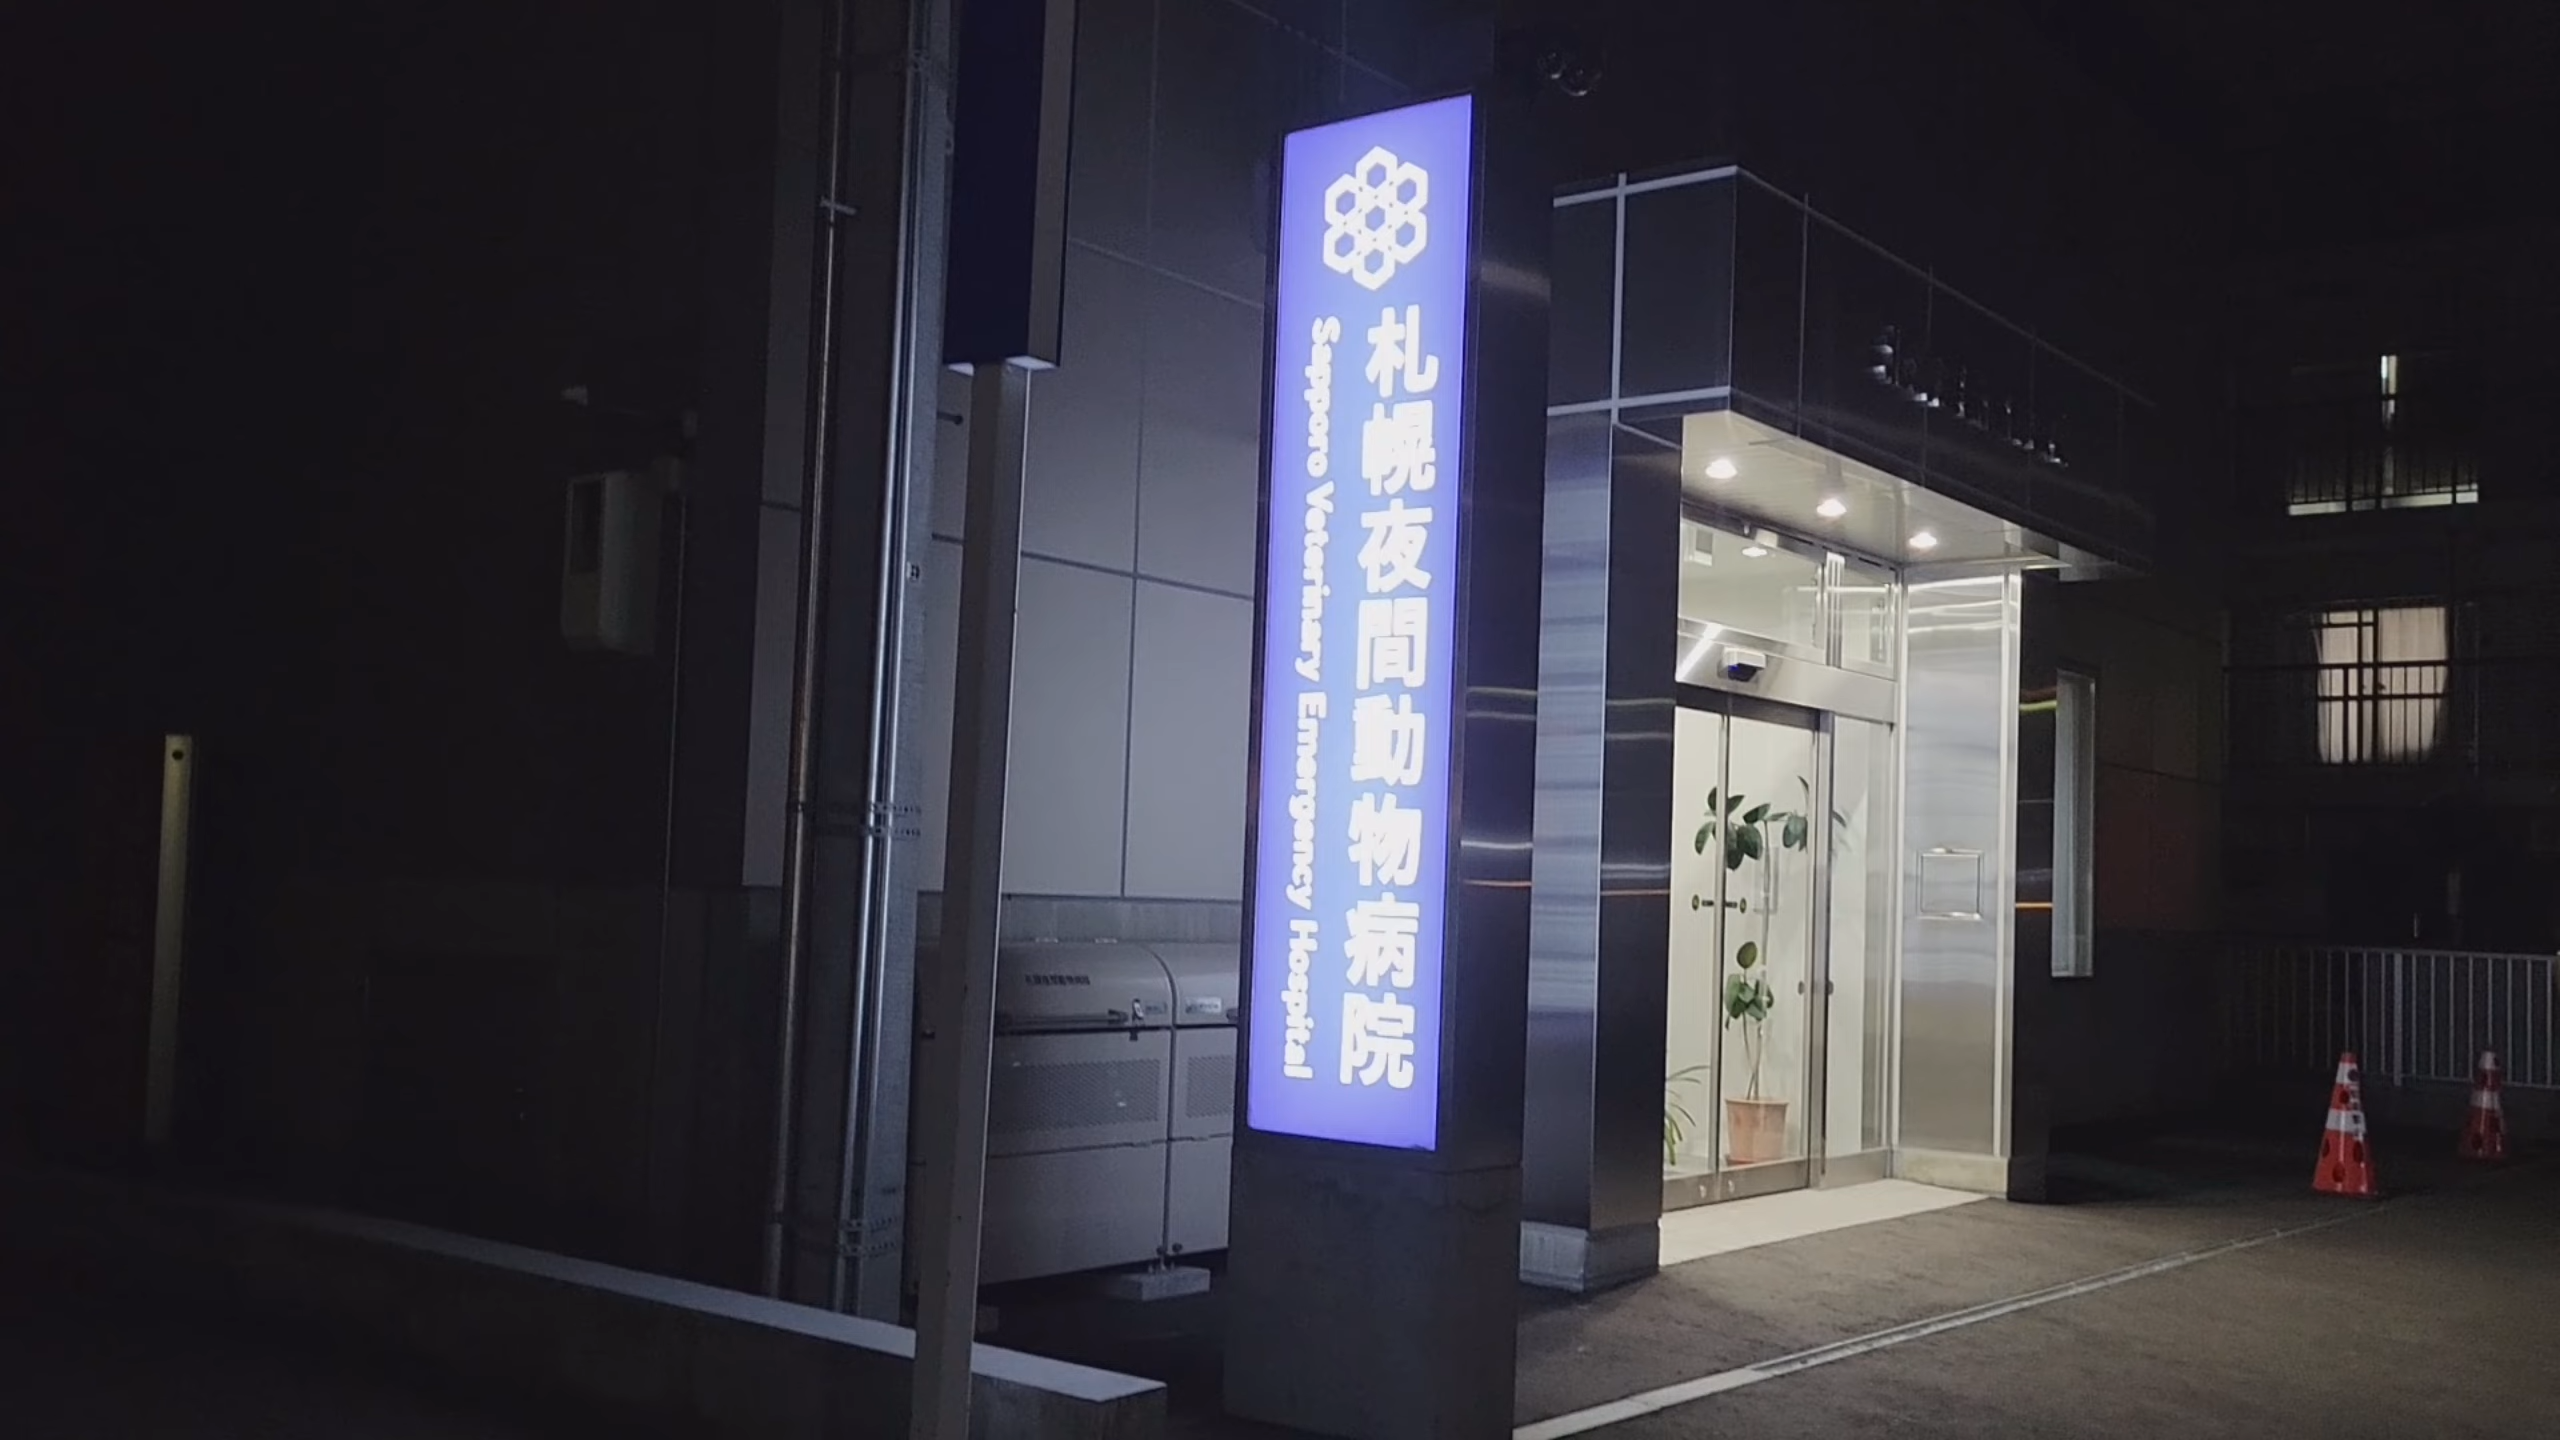 札幌夜間動物病院
Sapporo Veterinary Emergency Hospital